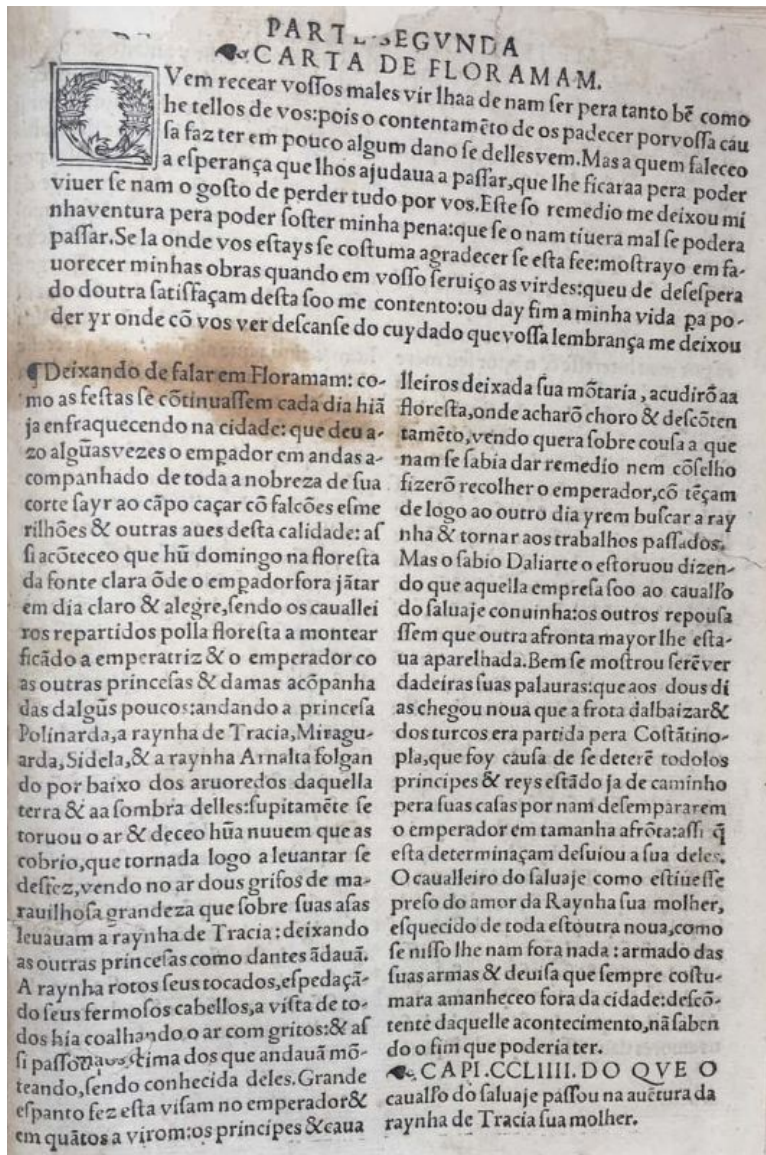 PARTE SEGVNDA
CARTA DE FLORAMAM.
QVem recear voſſos males vir lhaa de nam ſer pera tanto bẽ como
he tellos de vos:pois o contentamẽto de os padecer porvoſſa cau
ſa faz ter em pouco algum dano ſe dellesvem.Mas a quem faleceo
a eſperança que lhos ajudaua a paſſar,que lhe ficaraa pera poder
viuer ſe nam o goſto de perder tudo por vos.Eſte ſo remedio me deixou mi
nhaventura pera poder ſoſter minha pena:que ſe o nam tiuera mal ſe podera
paſſar.Se la onde vos eſtays ſe coſtuma agradecer ſe eſta fee:moſtrayo em fa-
uorecer minhas obras quando em voſſo ſeruiço as virdes:queu de deſeſpera
do doutra ſatiſfaçam deſta ſoo me contento:ou day fim a minha vida pa po-
der yr onde cõ vos ver deſcanſe do cuydado quevoſſa lembrança me deixou
¶Deixando de falar em Floramam: co-
mo as feſtas ſe cõtinuaſſem cada dia hiã
ja enfraquecendo na cidade: que deu a-
zo algũasvezes o empador em andas a-
companhado de toda a nobreza de ſua
corte ſayr ao cãpo caçar cõ falcões eſme
rilhões & outras aues deſta calidade: aſ
ſi acõteceo que hũ domingo na floreſta
da fonte clara õde o empadorfora jãtar
em dia claro & alegre,ſendo os cauallei
ros repartidos polla floreſta a montear
ficãdo a emperatriz & o emperador co
as outras princeſas & damas acõpanha
das dalgũs poucos:andando a princeſa
Polinarda,a raynha de Tracia,Miragu-
arda,Sidela,& a raynha Arnalta folgan
do por baixo dos aruoredos daquella
terra & aa ſombra delles:ſupitamẽte ſe
toruou o ar & deceo hũa nuuem que as
cobrio,que tornada logo a leuantar ſe
desfez,vendo no ar dous grifos de ma-
rauilhoſa grandeza que ſobre ſuas aſas
leuauam a raynha de Tracia:deixando
as outras princeſas como dantes ãdauã.
A raynha rotos ſeus tocados,eſpedaçã-
do ſeus fermoſos cabellos,a viſta de to-
dos hia coalhando o ar com gritos:& aſ
ſi paſſou cima dos que andauã mõ-
teando,ſendo conhecida deles.Grande
eſpanto fez eſta viſam no emperador&
em quãtos a virom:os principes &caua
lleiros deixada ſua mõtaria, acudirõ aa
floreſta,onde acharõ choro & deſcõten
tamẽto,vendo quera ſobre couſa a que
nam ſe ſabia dar remedio nem cõſelho
fizerõ recolher o emperador,cõ tẽçam
de logo ao outro dia yrem buſcar a ray
nha & tornar aos trabalhos paſſados.
Mas o ſabio Daliarte o eſtoruou dizen-
do que aquella empreſa ſoo ao caualľo
do ſaluaje conuinha:os outros repouſa
ſſem que outra afronta mayor lhe eſta-
ua aparelhada.Bem ſe moſtrou ſerẽver
dadeiras ſuas palauras:que aos dous di
as chegou noua que a frota dalbaizar&
dos turcos era partida pera Coſtãtino-
pla,que foy cauſa de ſe deterẽ todolos
principes & reys eſtãdo ja de caminho
pera ſuas caſas por nam deſempararem
o emperador em tamanha afrõta:aſſi q̃
eſta determinaçam deſuiou a ſua deles.
O caualleiro do ſaluaje como eſtiueſſe
preſo do amor da Raynha ſua molher,
eſquecido de toda eſtoutra noua,como
ſe niſſo lhe nam fora nada : armado das
ſuas armas & deuiſa que ſempre coſtu-
mara amanheceo fora da cidade:deſcõ-
tente daquelle acontecimento,nã ſaben
do o fim que poderia ter.
CAPI.CCLIIII.DO QVE O
caualľo do ſaluaje paſſou na auẽtura da
raynha de Tracia ſua molher.